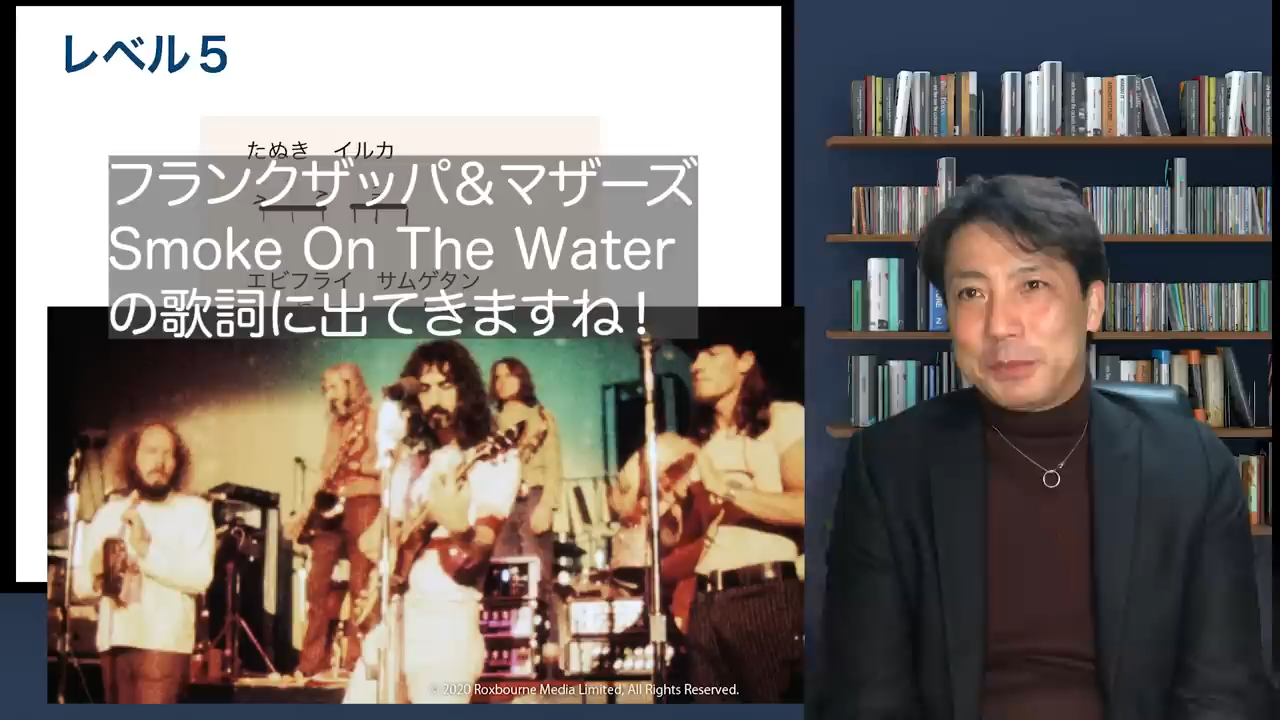 レベル５
たぬき　イルカ
フランクザッパ&マザーズ
Smoke On The Water
エビフライ　サムゲタン
の歌詞に出てきますね！
© 2020 Roxbourne Media Limited, All Rights Reserved.